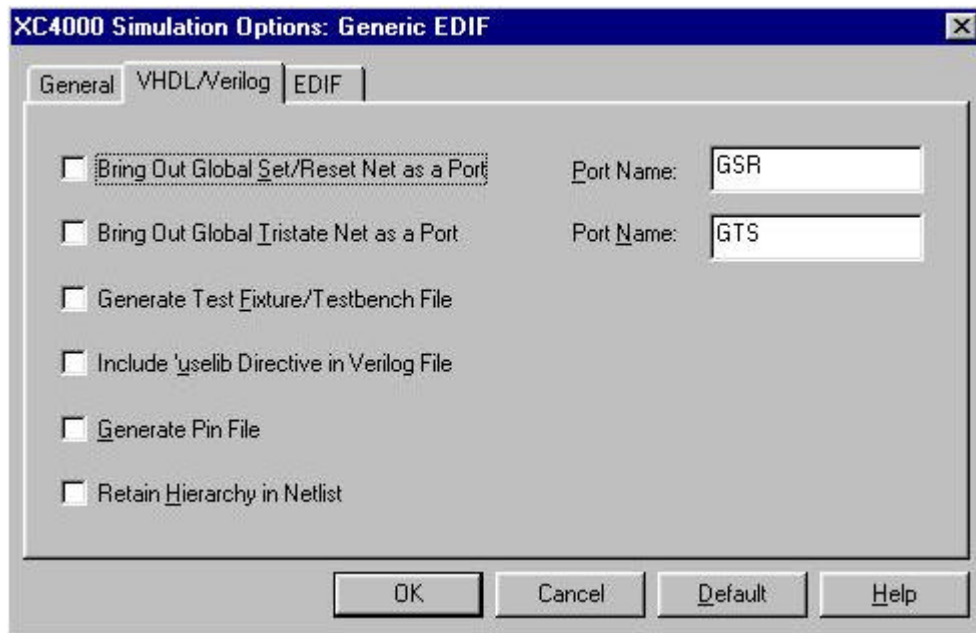 XC4000 Simulation Options: Generic EDIF
General VHDL/Verilog EDIF
Bring Out Global Set/Reset Net as a Port Port Name: GSR
Bring Out Global Tristate Net as a Port Port Name: GTS
Generate Test Fixture/Testbench File
Include 'uselib Directive in Verilog File
Generate Pin File
Retain Hierarchy in Netlist
OK Cancel Default Help